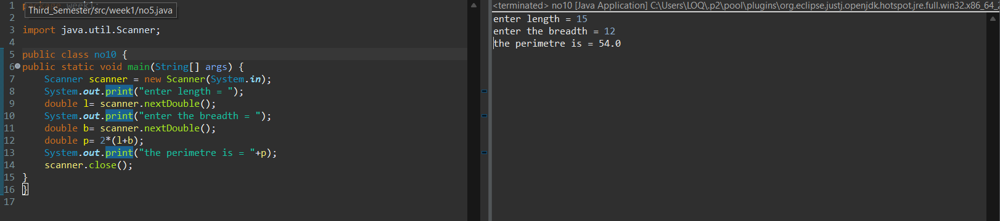 1 package week1;
Third_Semester/src/week1/no5.java
2
3 import java.util.Scanner;
4
5 public class no10 {
6 public static void main(String[] args) {
7     Scanner scanner = new Scanner(System.in);
8     System.out.print("enter length = ");
9     double l= scanner.nextDouble();
10     System.out.print("enter the breadth = ");
11     double b= scanner.nextDouble();
12     double p= 2*(l+b);
13     System.out.print("the perimetre is = "+p);
14     scanner.close();
15 }
16 }
17
<terminated> no10 [Java Application] C:\Users\LOQ\.p2\pool\plugins\org.eclipse.justj.openjdk.hotspot.jre.full.win32.x86_64_2
enter length = 15
enter the breadth = 12
the perimetre is = 54.0